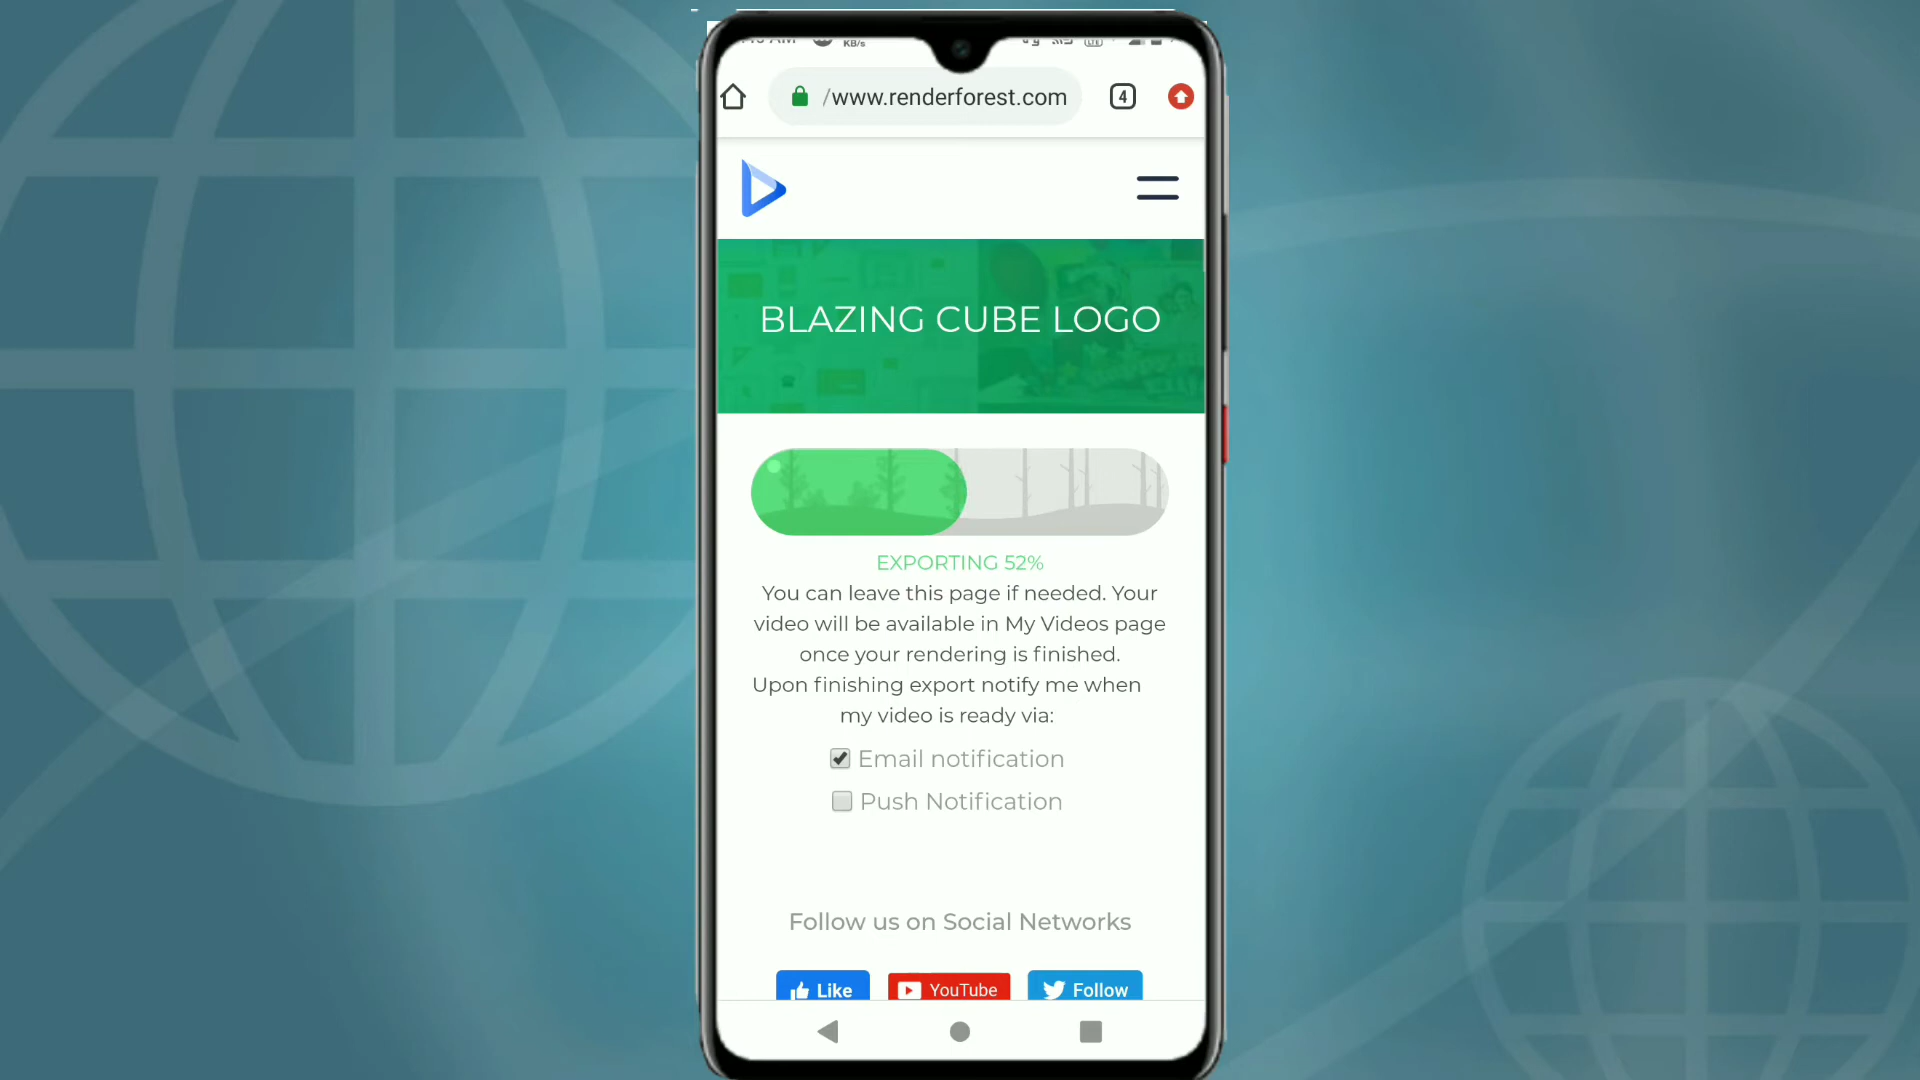 KB/s
/www.renderforest.com
4
BLAZING CUBE LOGO
EXPORTING 52%
You can leave this page if needed. Your
video will be available in My Videos page
once your rendering is finished.
Upon finishing export notify me when
my video is ready via:
Email notification
Push Notification
Follow us on Social Networks
Like
YouTube
Follow